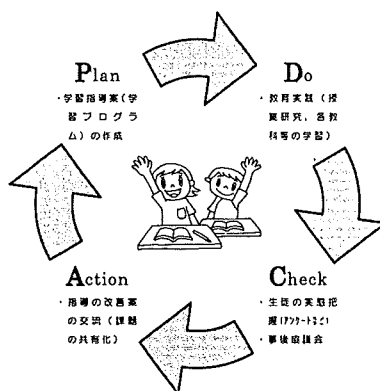 Plan
・学習指導案(学
習プログラ
ム)の作成
Do
・教育実践(授
業研究，各教
科等の学習)
Action
・指導の改善案
の交流(課題
の共有化)
Check
・生徒の実態把
握(アンケートなど)
・事後協議会